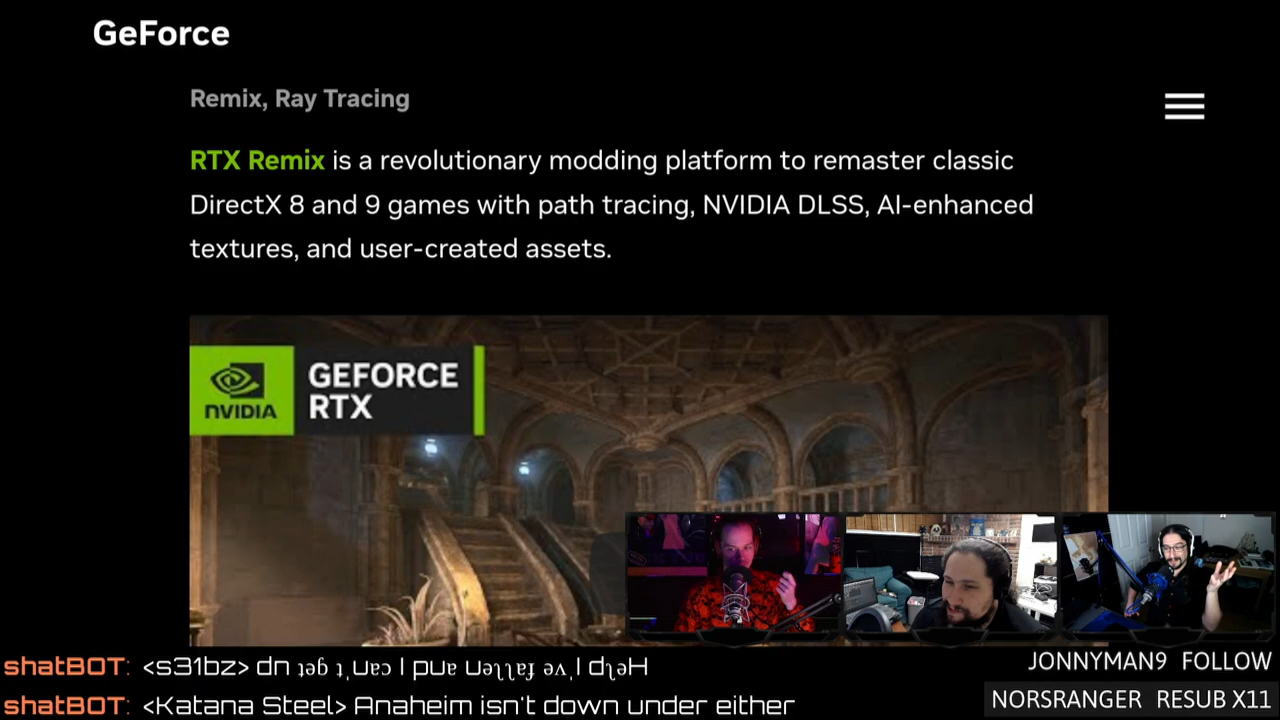 GeForce
Remix, Ray Tracing
RTX Remix is a revolutionary modding platform to remaster classic
DirectX 8 and 9 games with path tracing, NVIDIA DLSS, AI-enhanced
textures, and user-created assets.
NVIDIA
GEFORCE
RTX
shatBOT: <s31bz> dn ʇǝƃ ʇ,uɐɔ I puɐ uǝllɐɟ ǝʌ,I dlǝH
JONNYMAN9 FOLLOW
shatBOT: <Katana Steel> Anaheim isn't down under either
NORSRANGER RESUB X11